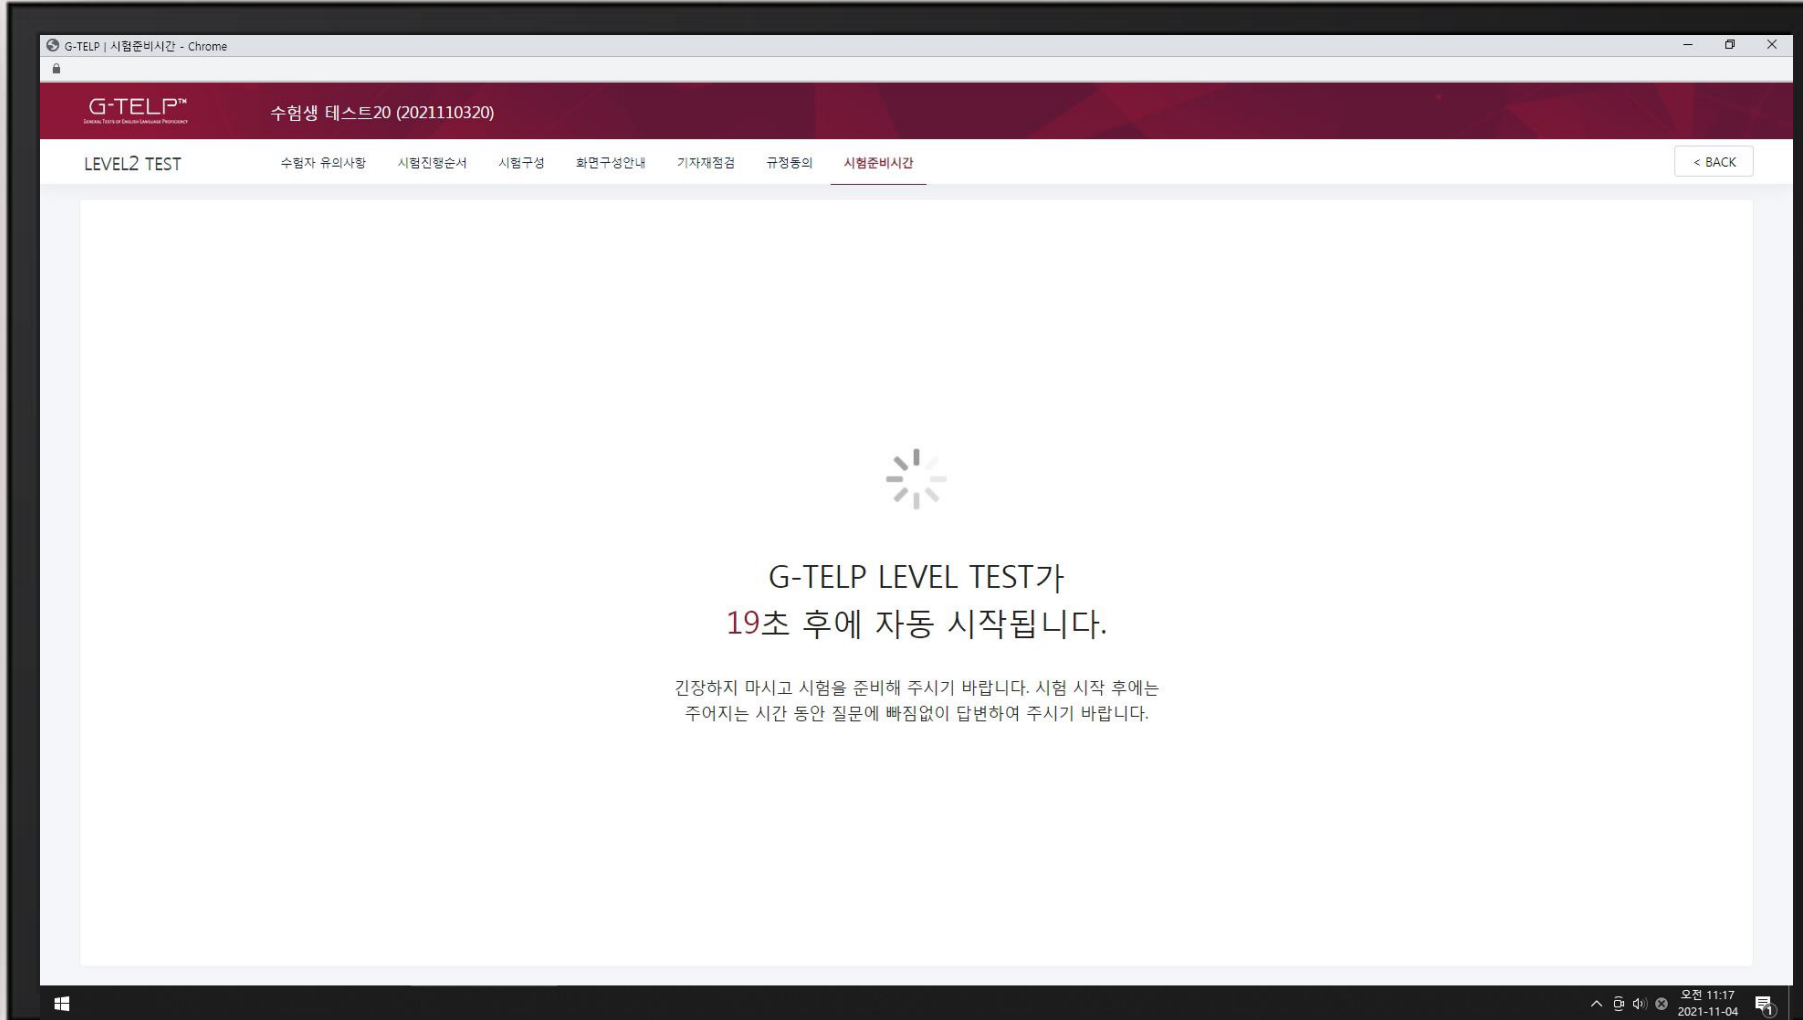 G-TELP | 시험준비시간 - Chrome
G-TELP™
GENERAL TESTS OF ENGLISH LANGUAGE PROFICIENCY
수험생 테스트20 (2021110320)
LEVEL2 TEST
수험자 유의사항
시험진행순서
시험구성
화면구성안내
기자재점검
규정동의
시험준비시간
< BACK
G-TELP LEVEL TEST가
19초 후에 자동 시작됩니다.
긴장하지 마시고 시험을 준비해 주시기 바랍니다. 시험 시작 후에는
주어지는 시간 동안 질문에 빠짐없이 답변하여 주시기 바랍니다.
오전 11:17
2021-11-04
1